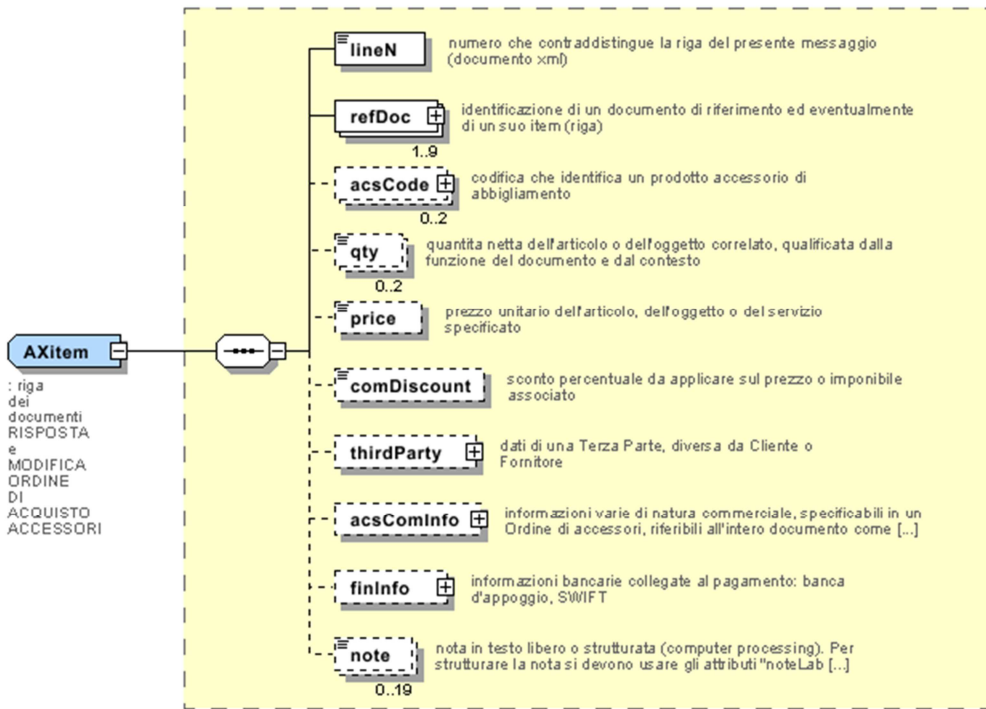 lineN
numero che contraddistingue la riga del presente messaggio
(documento xml)
refDoc
identificazione di un documento di riferimento ed eventualmente
di un suo item (riga)
1..9
acsCode
codifica che identifica un prodotto accessorio di
abbigliamento
0..2
qty
quantita netta dell'articolo o dell'oggetto correlato, qualificata dalla
funzione del documento e dal contesto
0..2
price
prezzo unitario dell'articolo, dell'oggetto o del servizio
specificato
AXitem
: riga
dei
documenti
RISPOSTA
e
MODIFICA
ORDINE
DI
ACQUISTO
ACCESSORI
comDiscount
sconto percentuale da applicare sul prezzo o imponibile
associato
thirdParty
dati di una Terza Parte, diversa da Cliente o
Fornitore
acsComInfo
informazioni varie di natura commerciale, specificabili in un
Ordine di accessori, riferibili all'intero documento come [...]
finInfo
informazioni bancarie collegate al pagamento: banca
d'appoggio, SWIFT
note
nota in testo libero o strutturata (computer processing). Per
strutturare la nota si devono usare gli attributi "noteLab [...]
0..19